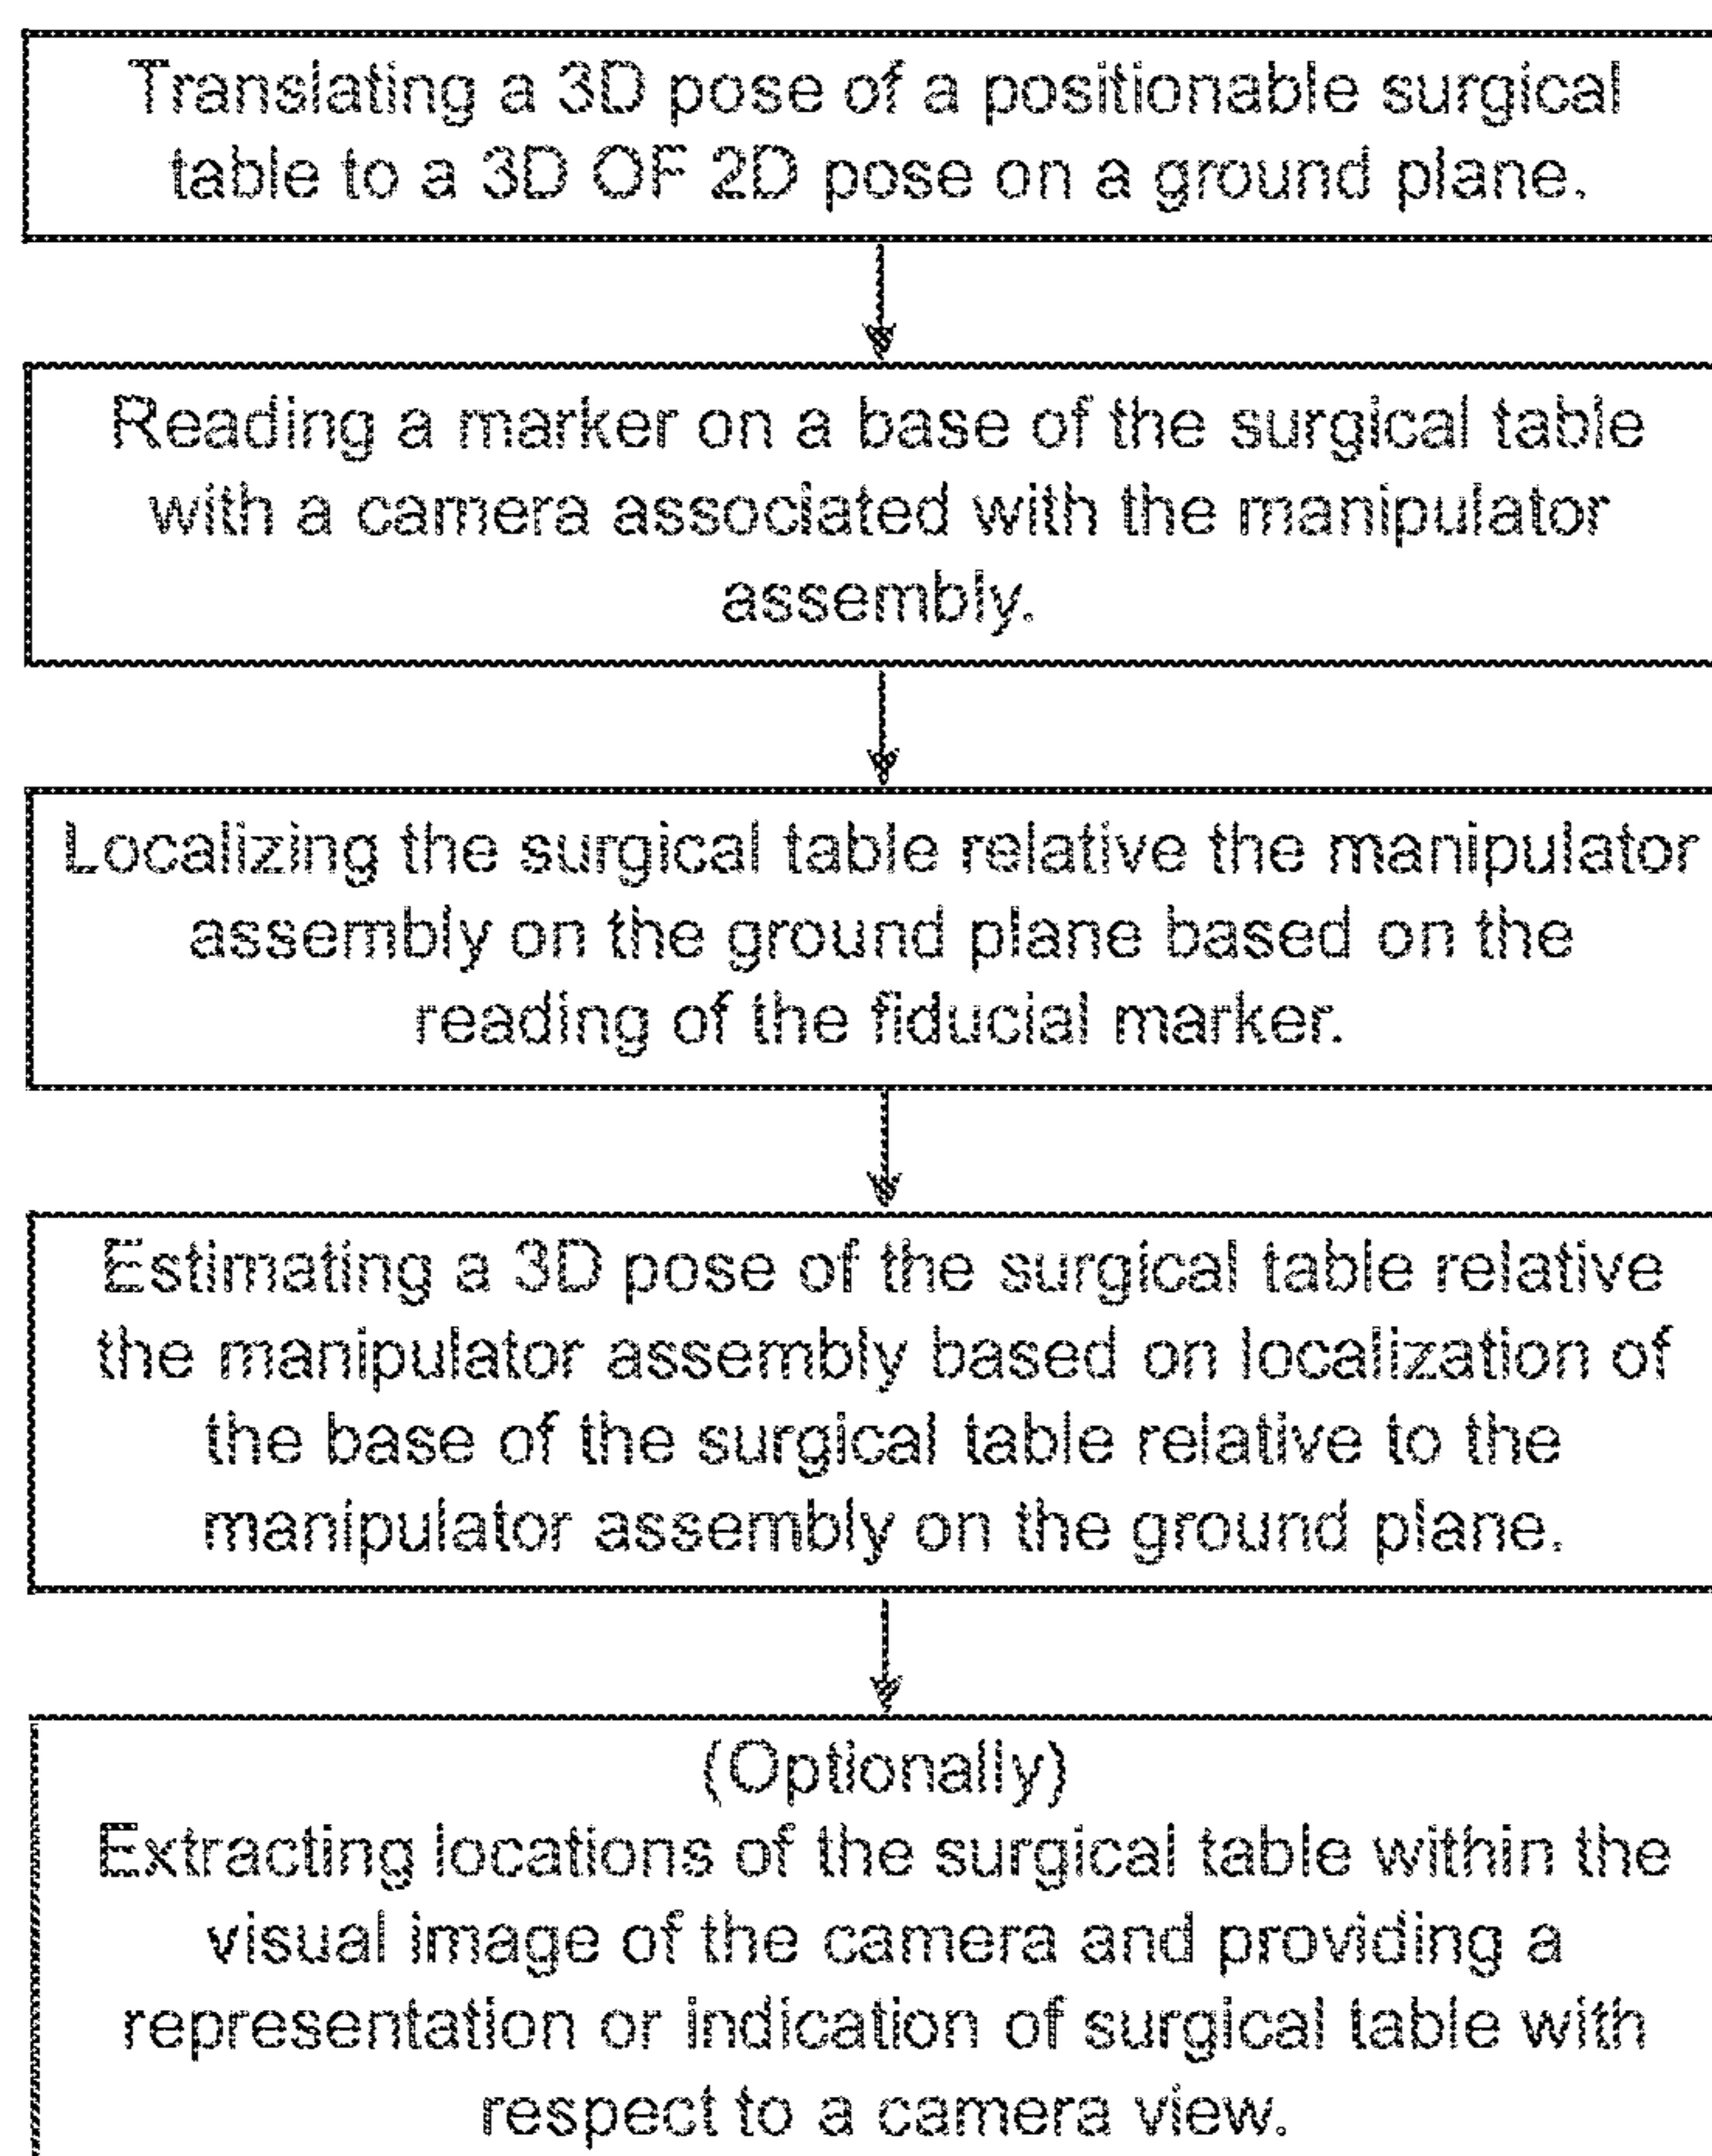 Translating a 3D pose of a positionable surgical
table to a 3D OF 2D pose on a ground plane.
Reading a marker on a base of the surgical table
with a camera associated with the manipulator
assembly.
Localizing the surgical table relative the manipulator
assembly on the ground plane based on the
reading of the fiducial marker.
Estimating a 3D pose of the surgical table relative
the manipulator assembly based on localization of
the base of the surgical table relative to the
manipulator assembly on the ground plane.
(Optionally)
Extracting locations of the surgical table within the
visual image of the camera and providing a
representation or indication of surgical table with
respect to a camera view.